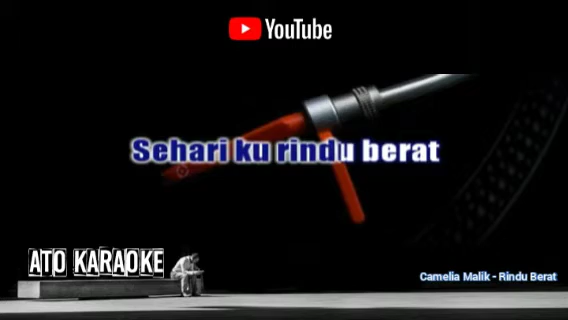 YouTube
Sehari ku rindu berat
ATO KARAOKE
Camelia Malik - Rindu Berat